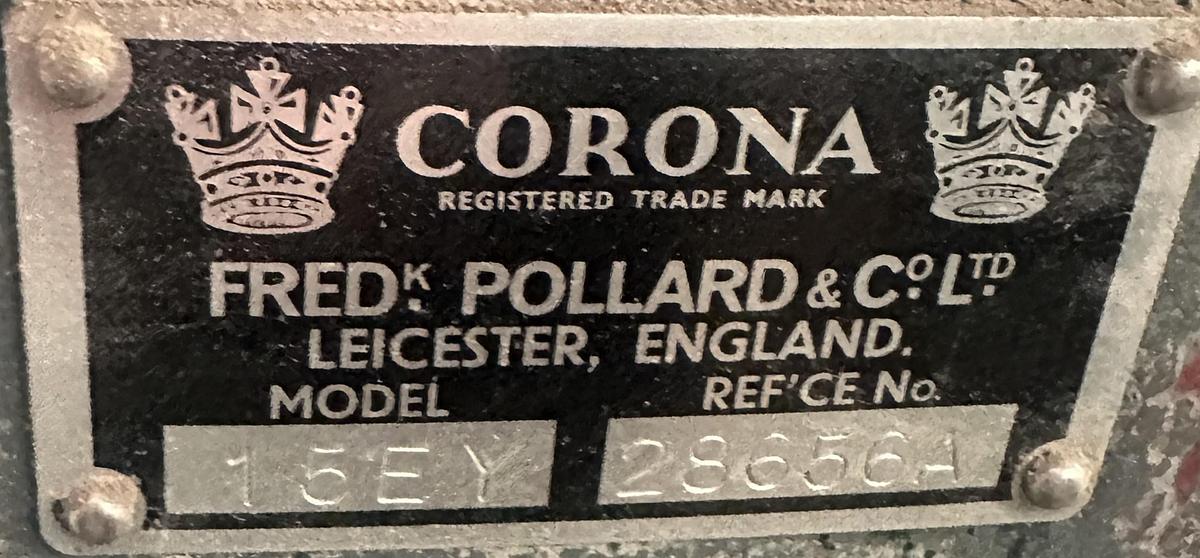 CORONA
REGISTERED TRADE MARK
FREDK. POLLARD & Co. LTD.
LEICESTER, ENGLAND.
MODEL REF'CE No.
15EY 28656A